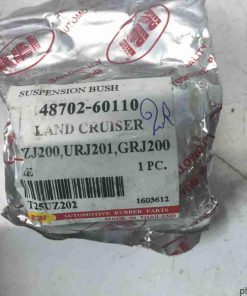 SUSPENSION BUSH
48702-60110
2R
LAND CRUISER
ZJ200,URJ201,GRJ200
1 PC.
T25UZ202
1603612
AUTOMOTIVE RUBBER PARTS
MADE IN THAILAND